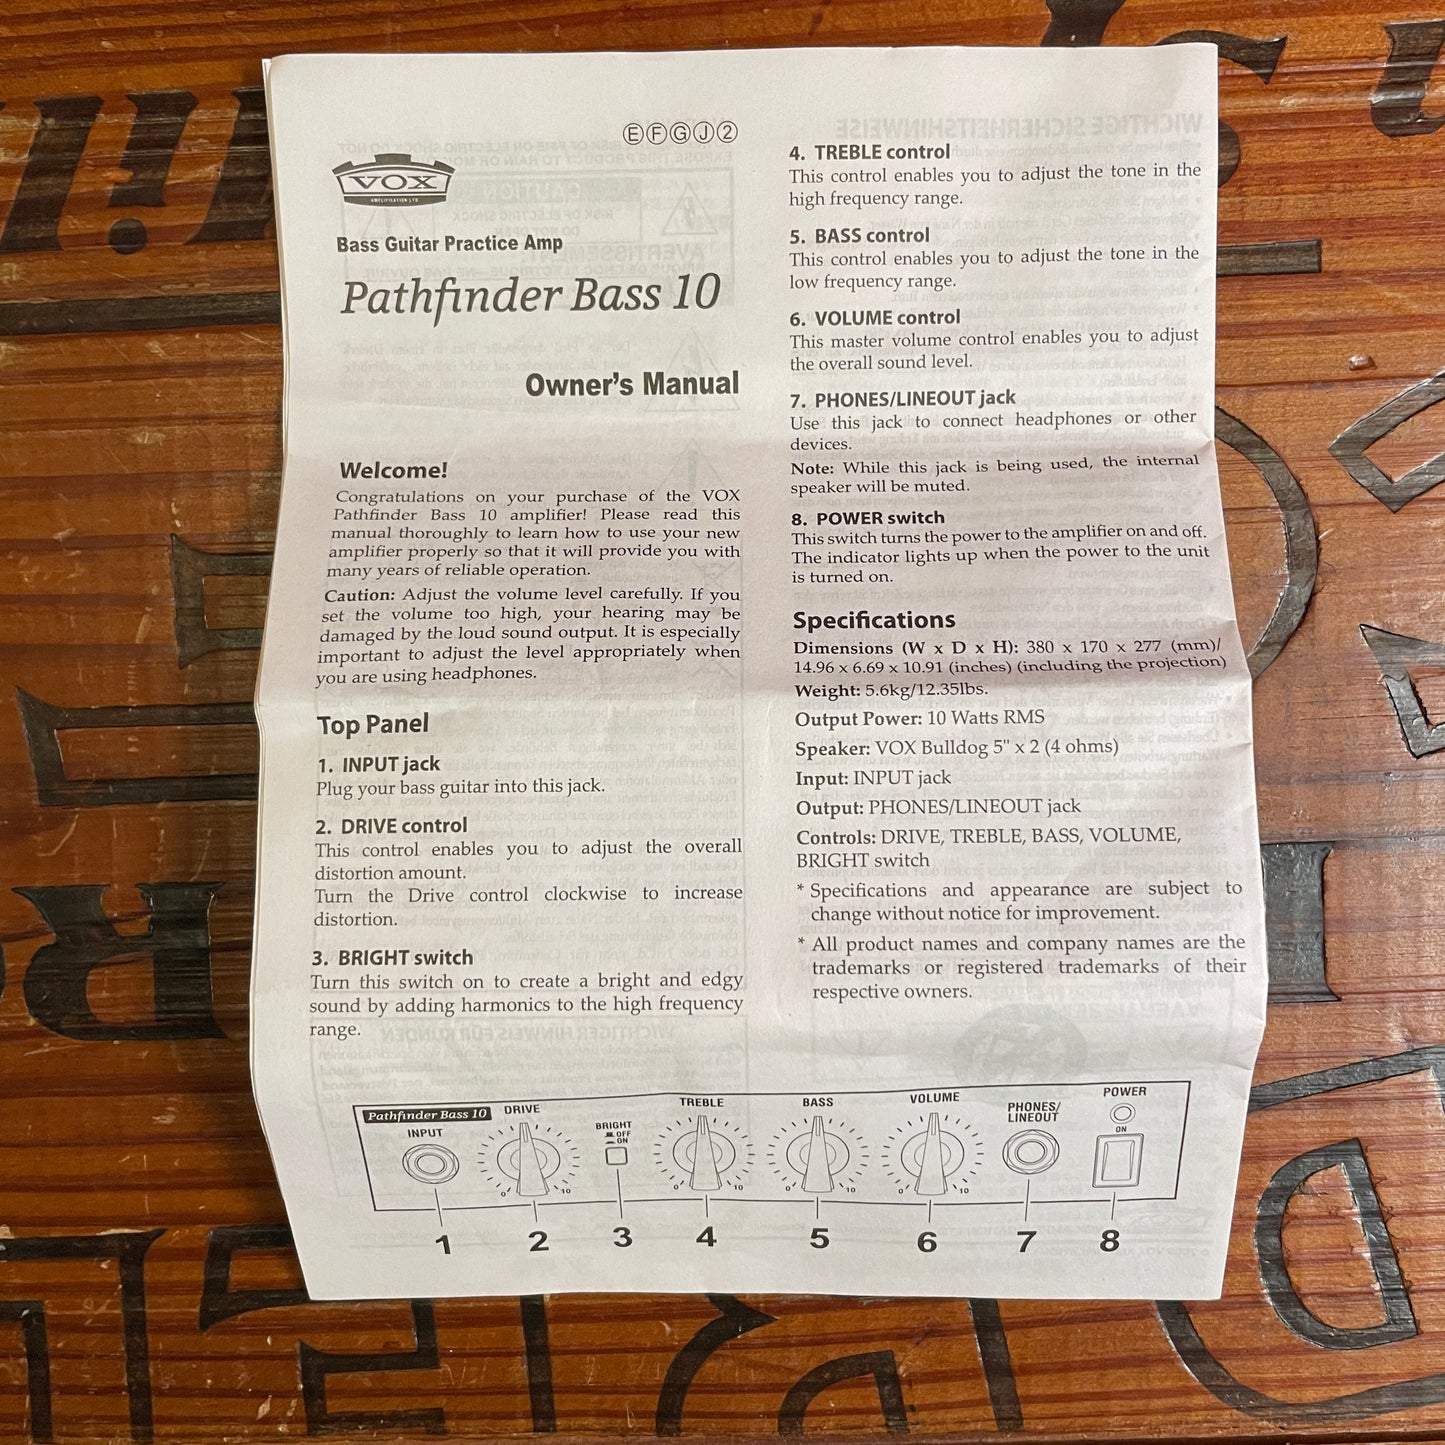 ⒺⒻⒼⒿ②
VOX
AMPLIFICATION LTD.
Bass Guitar Practice Amp
Pathfinder Bass 10
Owner's Manual
Welcome!
Congratulations on your purchase of the VOX
Pathfinder Bass 10 amplifier! Please read this
manual thoroughly to learn how to use your new
amplifier properly so that it will provide you with
many years of reliable operation.
Caution: Adjust the volume level carefully. If you
set the volume too high, your hearing may be
damaged by the loud sound output. It is especially
important to adjust the level appropriately when
you are using headphones.
Top Panel
1. INPUT jack
Plug your bass guitar into this jack.
2. DRIVE control
This control enables you to adjust the overall
distortion amount.
Turn the Drive control clockwise to increase
distortion.
3. BRIGHT switch
Turn this switch on to create a bright and edgy
sound by adding harmonics to the high frequency
range.
4. TREBLE control
This control enables you to adjust the tone in the
high frequency range.
5. BASS control
This control enables you to adjust the tone in the
low frequency range.
6. VOLUME control
This master volume control enables you to adjust
the overall sound level.
7. PHONES/LINEOUT jack
Use this jack to connect headphones or other
devices.
Note: While this jack is being used, the internal
speaker will be muted.
8. POWER switch
This switch turns the power to the amplifier on and off.
The indicator lights up when the power to the unit
is turned on.
Specifications
Dimensions (W x D x H): 380 x 170 x 277 (mm)/
14.96 x 6.69 x 10.91 (inches) (including the projection)
Weight: 5.6kg/12.35lbs.
Output Power: 10 Watts RMS
Speaker: VOX Bulldog 5" x 2 (4 ohms)
Input: INPUT jack
Output: PHONES/LINEOUT jack
Controls: DRIVE, TREBLE, BASS, VOLUME,
BRIGHT switch
* Specifications and appearance are subject to
change without notice for improvement.
* All product names and company names are the
trademarks or registered trademarks of their
respective owners.
Pathfinder Bass 10
INPUT
DRIVE
0 10
BRIGHT
OFF
ON
TREBLE
0 10
BASS
0 10
VOLUME
0 10
PHONES/
LINEOUT
POWER
ON
1 2 3 4 5 6 7 8